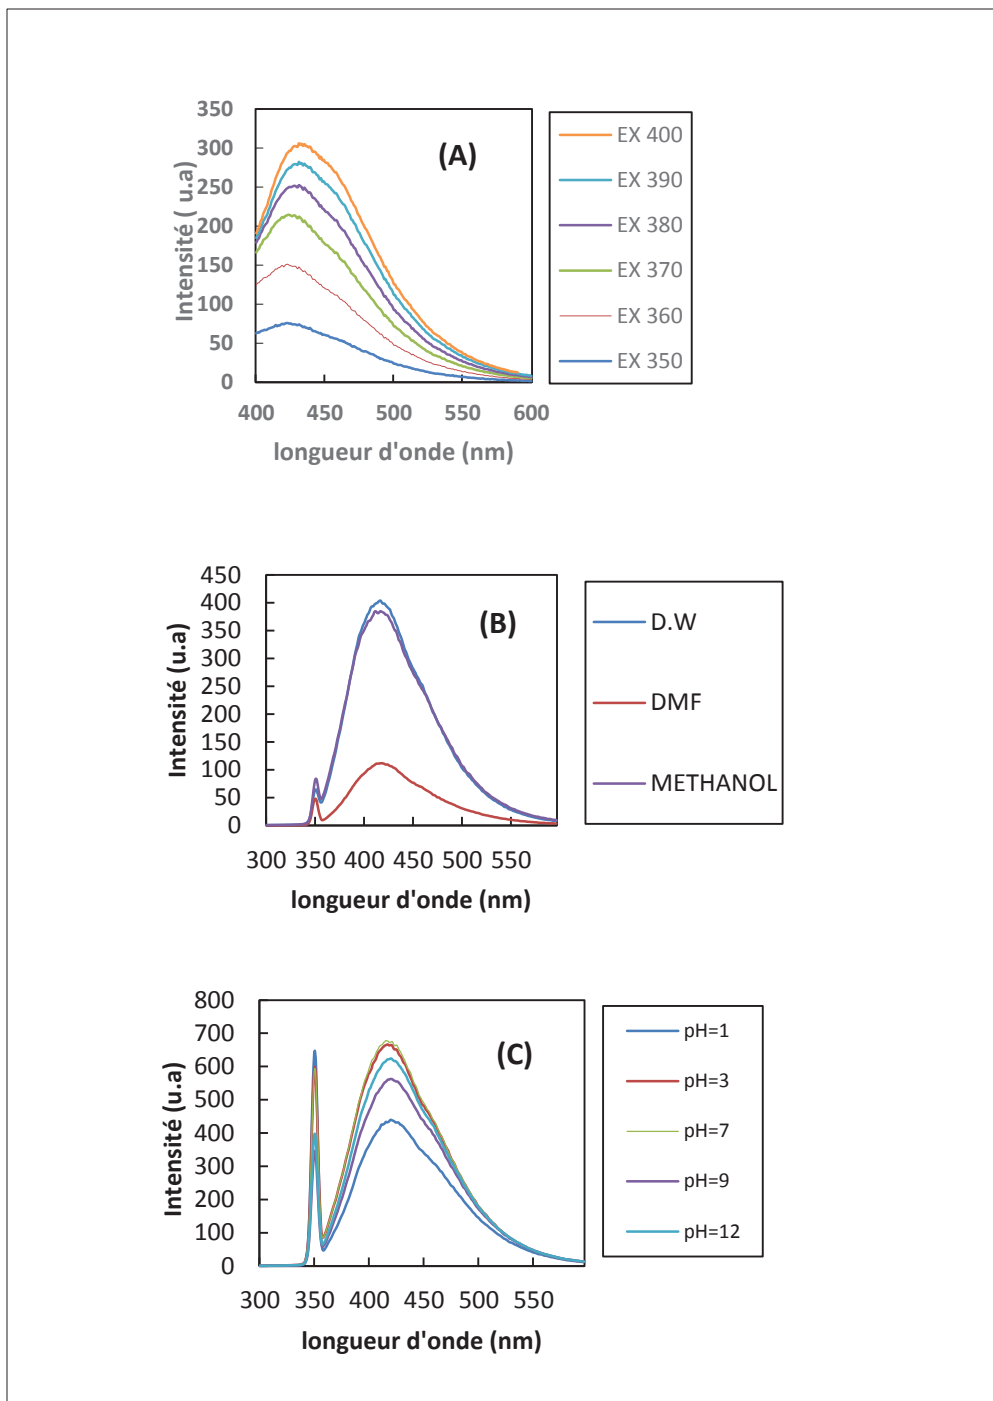 350
300
250
200
150
100
50
0
400 450 500 550 600
Intensité ( u.a)
longueur d'onde (nm)
(A)
EX 400
EX 390
EX 380
EX 370
EX 360
EX 350
450
400
350
300
250
200
150
100
50
0
300 350 400 450 500 550
Intensité (u.a)
longueur d'onde (nm)
(B)
D.W
DMF
METHANOL
800
700
600
500
400
300
200
100
0
300 350 400 450 500 550
Intensité (u.a)
longueur d'onde (nm)
(C)
pH=1
pH=3
pH=7
pH=9
pH=12